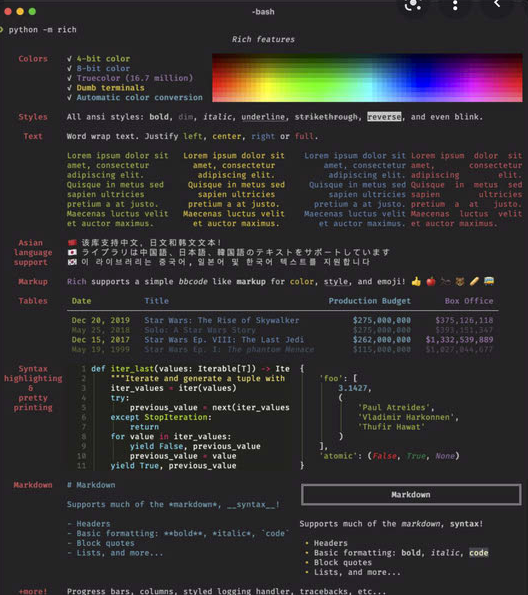 -bash
python -m rich
Rich features
Colors
✓ 4-bit color
✓ 8-bit color
✓ Truecolor (16.7 million)
✓ Dumb terminals
✓ Automatic color conversion
Styles All ansi styles: bold, dim, italic, underline, strikethrough, reverse, and even blink.
Text Word wrap text. Justify left, center, right or full.
Lorem ipsum dolor sit Lorem ipsum dolor sit Lorem ipsum dolor sit Lorem ipsum dolor sit
amet, consectetur amet, consectetur amet, consectetur amet, consectetur
adipiscing elit. adipiscing elit. adipiscing elit. adipiscing elit.
Quisque in metus sed Quisque in metus sed Quisque in metus sed Quisque in metus sed
sapien ultricies sapien ultricies sapien ultricies sapien ultricies
pretium a at justo. pretium a at justo. pretium a at justo. pretium a at justo.
Maecenas luctus velit Maecenas luctus velit Maecenas luctus velit Maecenas luctus velit
et auctor maximus. et auctor maximus. et auctor maximus. et auctor maximus.
Asian language support
🇨🇳 该库支持中文, 日文和韩文文本!
🇯🇵 ライブラリは中国語、日本語、韓国語のテキストをサポートしています
🇰🇷 이 라이브러리는 중국어, 일본어 및 한국어 텍스트를 지원합니다
Markup Rich supports a simple bbcode like markup for color, style, and emoji!
Tables Date Title Production Budget Box Office
Dec 20, 2019 Star Wars: The Rise of Skywalker $275,000,000 $375,126,118
May 25, 2018 Solo: A Star Wars Story $393,151,347
Dec 15, 2017 Star Wars Ep. VIII: The Last Jedi $262,000,000 $1,332,539,889
May 19, 1999 Star Wars Ep. I: The phantom Menace $115,000,000 $1,027,044,677
Syntax highlighting & pretty printing
1 def iter_last(values: Iterable[T]) -> Ite
2 """Iterate and generate a tuple with
3 iter_values = iter(values)
4 try:
5 previous_value = next(iter_values
6 except StopIteration:
7 return
8 for value in iter_values:
9 yield False, previous_value
10 previous_value = value
11 yield True, previous_value
{
'foo': [
3.1427,
(
'Paul Atreides',
'Vladimir Harkonnen',
'Thufir Hawat'
)
],
'atomic': (False, True, None)
}
Markdown
# Markdown
Supports much of the *markdown*, __syntax__!
- Headers
- Basic formatting: **bold**, *italic*, `code`
- Block quotes
- Lists, and more...
Markdown
Supports much of the markdown, syntax!
• Headers
• Basic formatting: bold, italic, code
• Block quotes
• Lists, and more...
+more! Progress bars, columns, styled logging handler, tracebacks, etc...